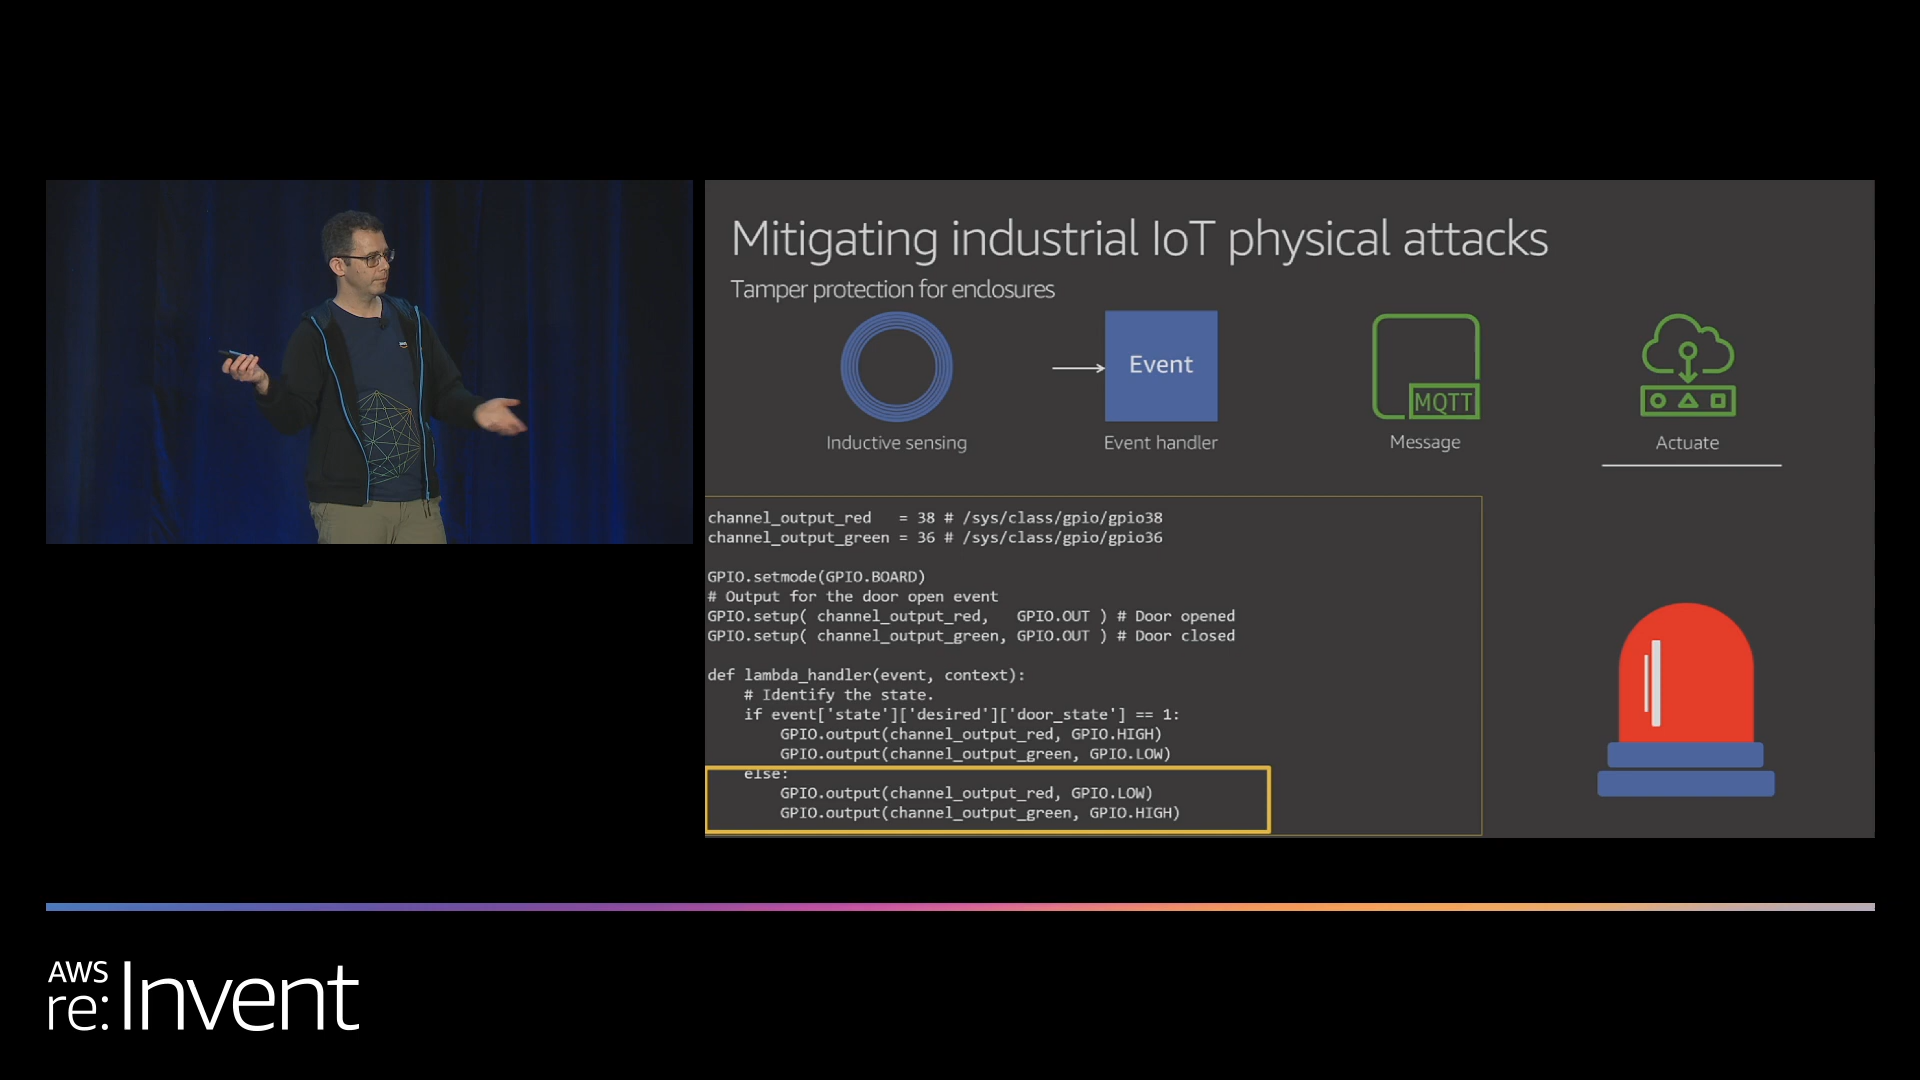 Mitigating industrial IoT physical attacks
Tamper protection for enclosures
Event
MQTT
Inductive sensing
Event handler
Message
Actuate
channel_output_red   = 38 # /sys/class/gpio/gpio38
channel_output_green = 36 # /sys/class/gpio/gpio36
GPIO.setmode(GPIO.BOARD)
# Output for the door open event
GPIO.setup( channel_output_red,   GPIO.OUT ) # Door opened
GPIO.setup( channel_output_green, GPIO.OUT ) # Door closed
def lambda_handler(event, context):
    # Identify the state.
    if event['state']['desired']['door_state'] == 1:
        GPIO.output(channel_output_red, GPIO.HIGH)
        GPIO.output(channel_output_green, GPIO.LOW)
    else:
        GPIO.output(channel_output_red, GPIO.LOW)
        GPIO.output(channel_output_green, GPIO.HIGH)
AWS
re:Invent